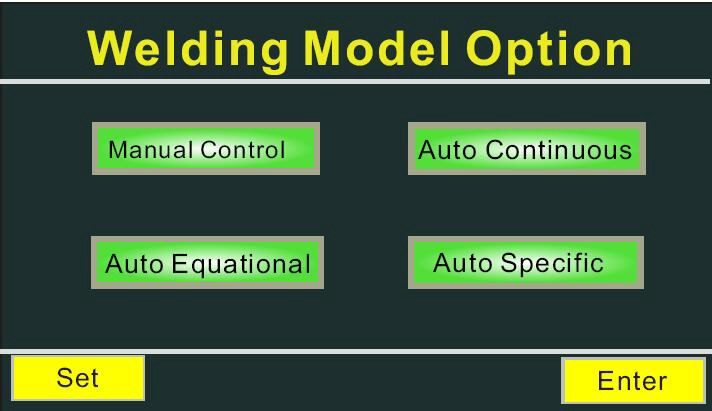 Welding Model Option
Manual Control
Auto Continuous
Auto Equational
Auto Specific
Set
Enter